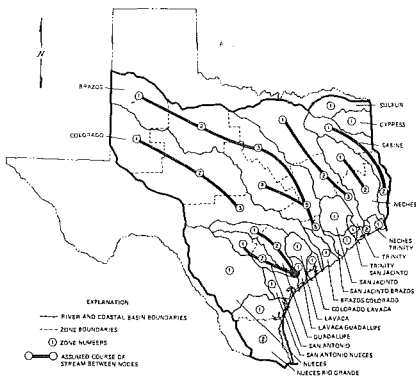 N
BRAZOS
COLORADO
SULPUR
CYPRESS
SABINE
NECHES
NECHES
TRINITY
TRINITY
TRINITY
SAN JACINTO
SAN JACINTO
SAN JACINTO BRAZOS
BRAZOS COLORADO
COLORADO LAVACA
LAVACA
LAVACA GUADALUPE
GUADALUPE
SAN ANTONIO
SAN ANTONIO NUECES
NUECES
NUECES RIO GRANDE
EXPLANATION
RIVER AND COASTAL BASIN BOUNDARIES
ZONE BOUNDARIES
1 ZONE NUMBERS
ASSUMED COURSE OF
STREAM BETWEEN NODES